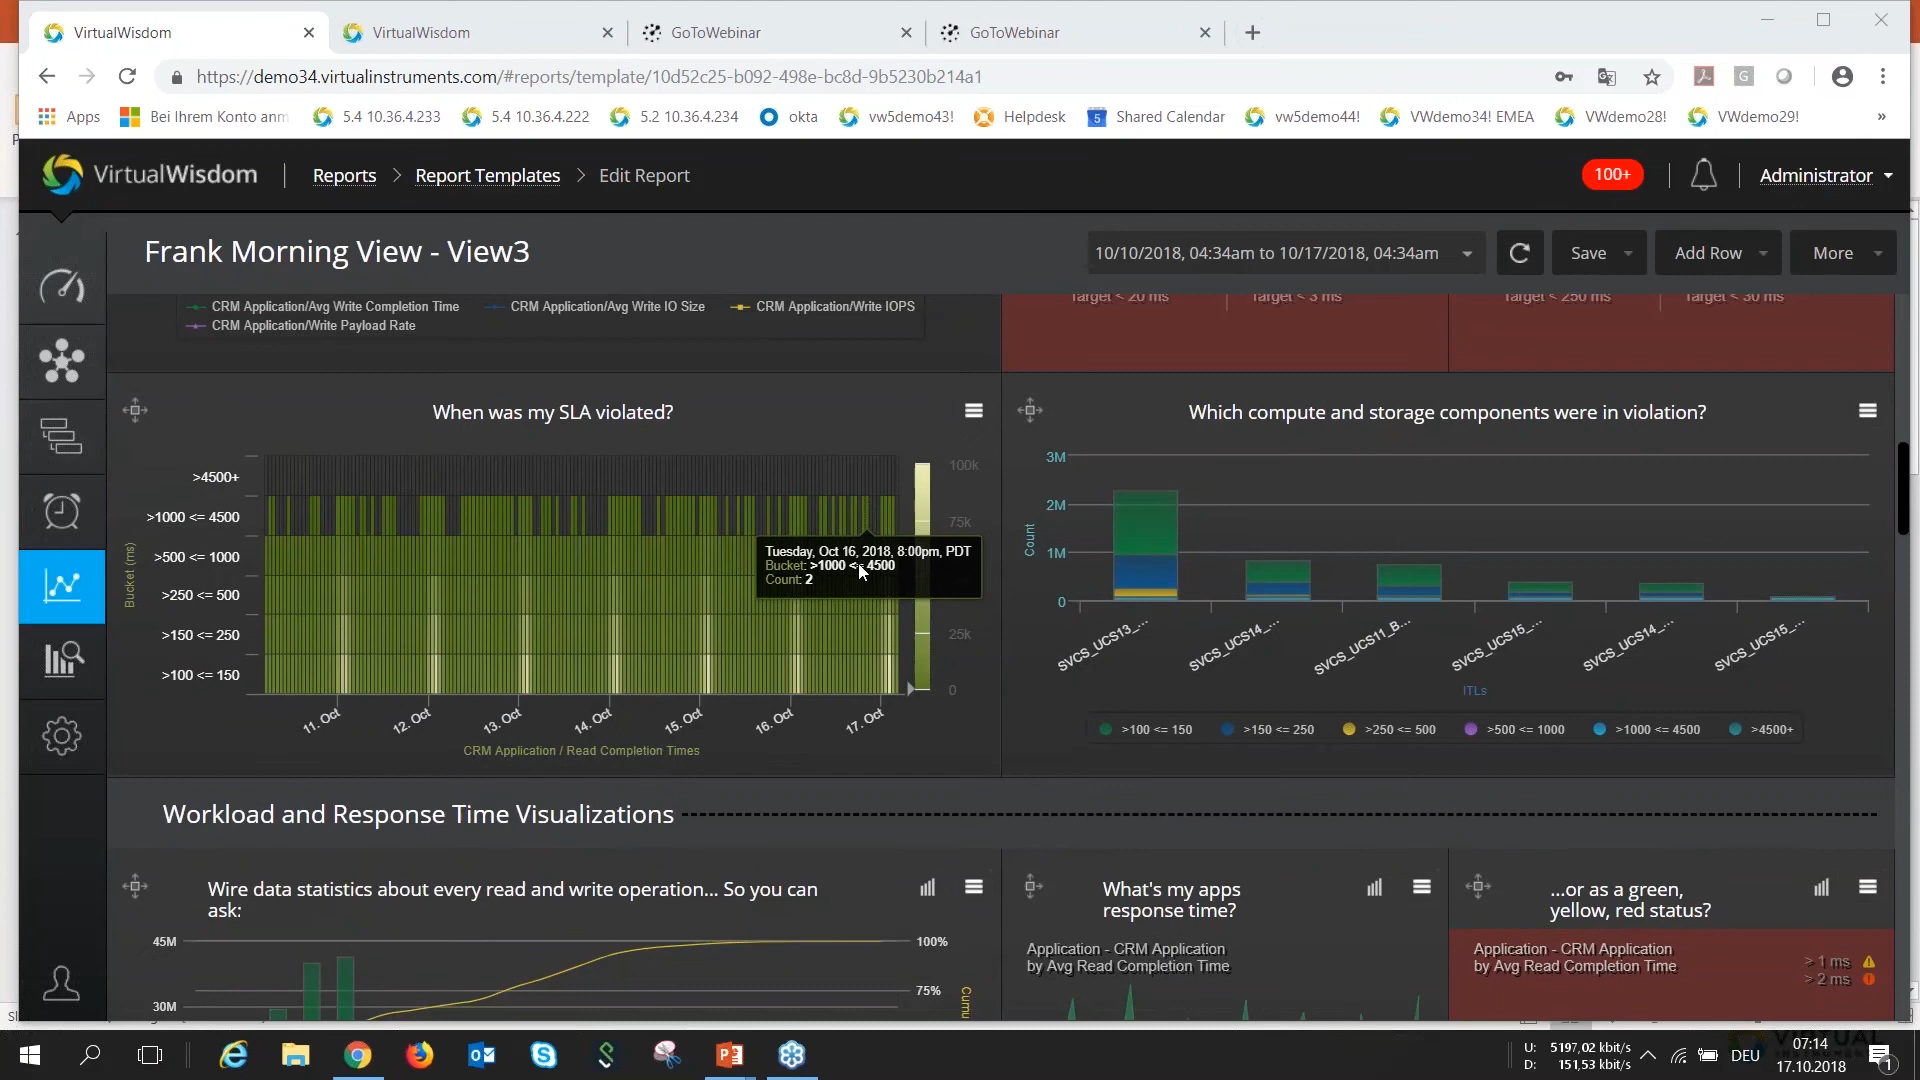 VirtualWisdom
VirtualWisdom
GoToWebinar
GoToWebinar
https://demo34.virtualinstruments.com/#reports/template/10d52c25-b092-498e-bc8d-9b5230b214a1
Apps
Bei Ihrem Konto anm
5.4 10.36.4.233
5.4 10.36.4.222
5.2 10.36.4.234
okta
vw5demo43!
Helpdesk
5
Shared Calendar
vw5demo44!
VWdemo34! EMEA
VWdemo28!
VWdemo29!
»
VirtualWisdom
Reports > Report Templates > Edit Report
100+
Administrator
Frank Morning View - View3
10/10/2018, 04:34am to 10/17/2018, 04:34am
Save
Add Row
More
CRM Application/Avg Write Completion Time
CRM Application/Avg Write IO Size
CRM Application/Write IOPS
CRM Application/Write Payload Rate
Target < 20 ms
Target < 3 ms
Target < 250 ms
Target < 30 ms
When was my SLA violated?
>4500+
>1000 <= 4500
>500 <= 1000
>250 <= 500
>150 <= 250
>100 <= 150
Bucket (ms)
100k
75k
25k
0
Tuesday, Oct 16, 2018, 8:00pm, PDT
Bucket: >1000 <= 4500
Count: 2
11. Oct
12. Oct
13. Oct
14. Oct
15. Oct
16. Oct
17. Oct
CRM Application / Read Completion Times
Which compute and storage components were in violation?
3M
2M
1M
0
Count
SVCS_UCS13_...
SVCS_UCS14_...
SVCS_UCS11_B...
SVCS_UCS15_...
SVCS_UCS14_...
SVCS_UCS15_...
ITLs
>100 <= 150
>150 <= 250
>250 <= 500
>500 <= 1000
>1000 <= 4500
>4500+
Workload and Response Time Visualizations
Wire data statistics about every read and write operation... So you can
ask:
45M
30M
100%
75%
What's my apps
response time?
Application - CRM Application
by Avg Read Completion Time
...or as a green,
yellow, red status?
Application - CRM Application
by Avg Read Completion Time
> 1 ms
> 2 ms
U: 5197,02 kbit/s
D: 151,53 kbit/s
DEU
07:14
17.10.2018
1